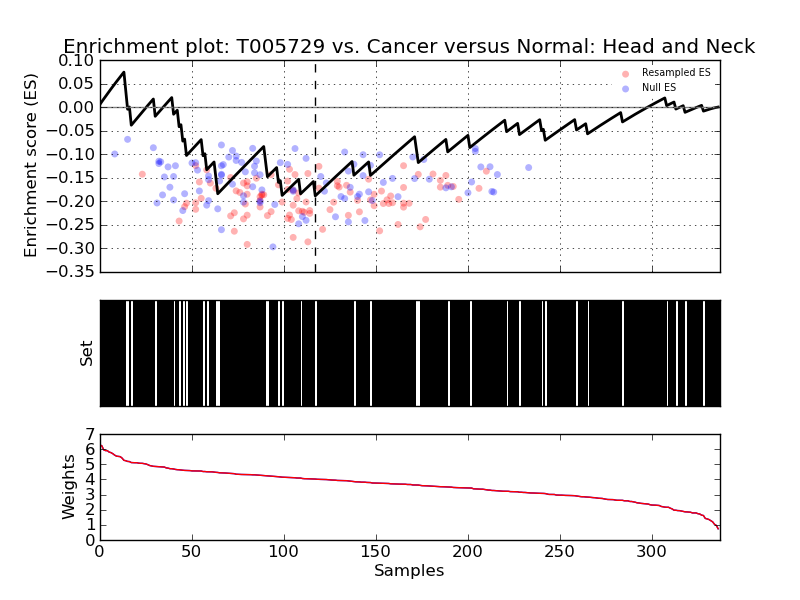 Enrichment plot: T005729 vs. Cancer versus Normal: Head and Neck
Enrichment score (ES)
0.10
0.05
0.00
−0.05
−0.10
−0.15
−0.20
−0.25
−0.30
−0.35
Resampled ES
Null ES
Set
Weights
7
6
5
4
3
2
1
0
0 50 100 150 200 250 300
Samples